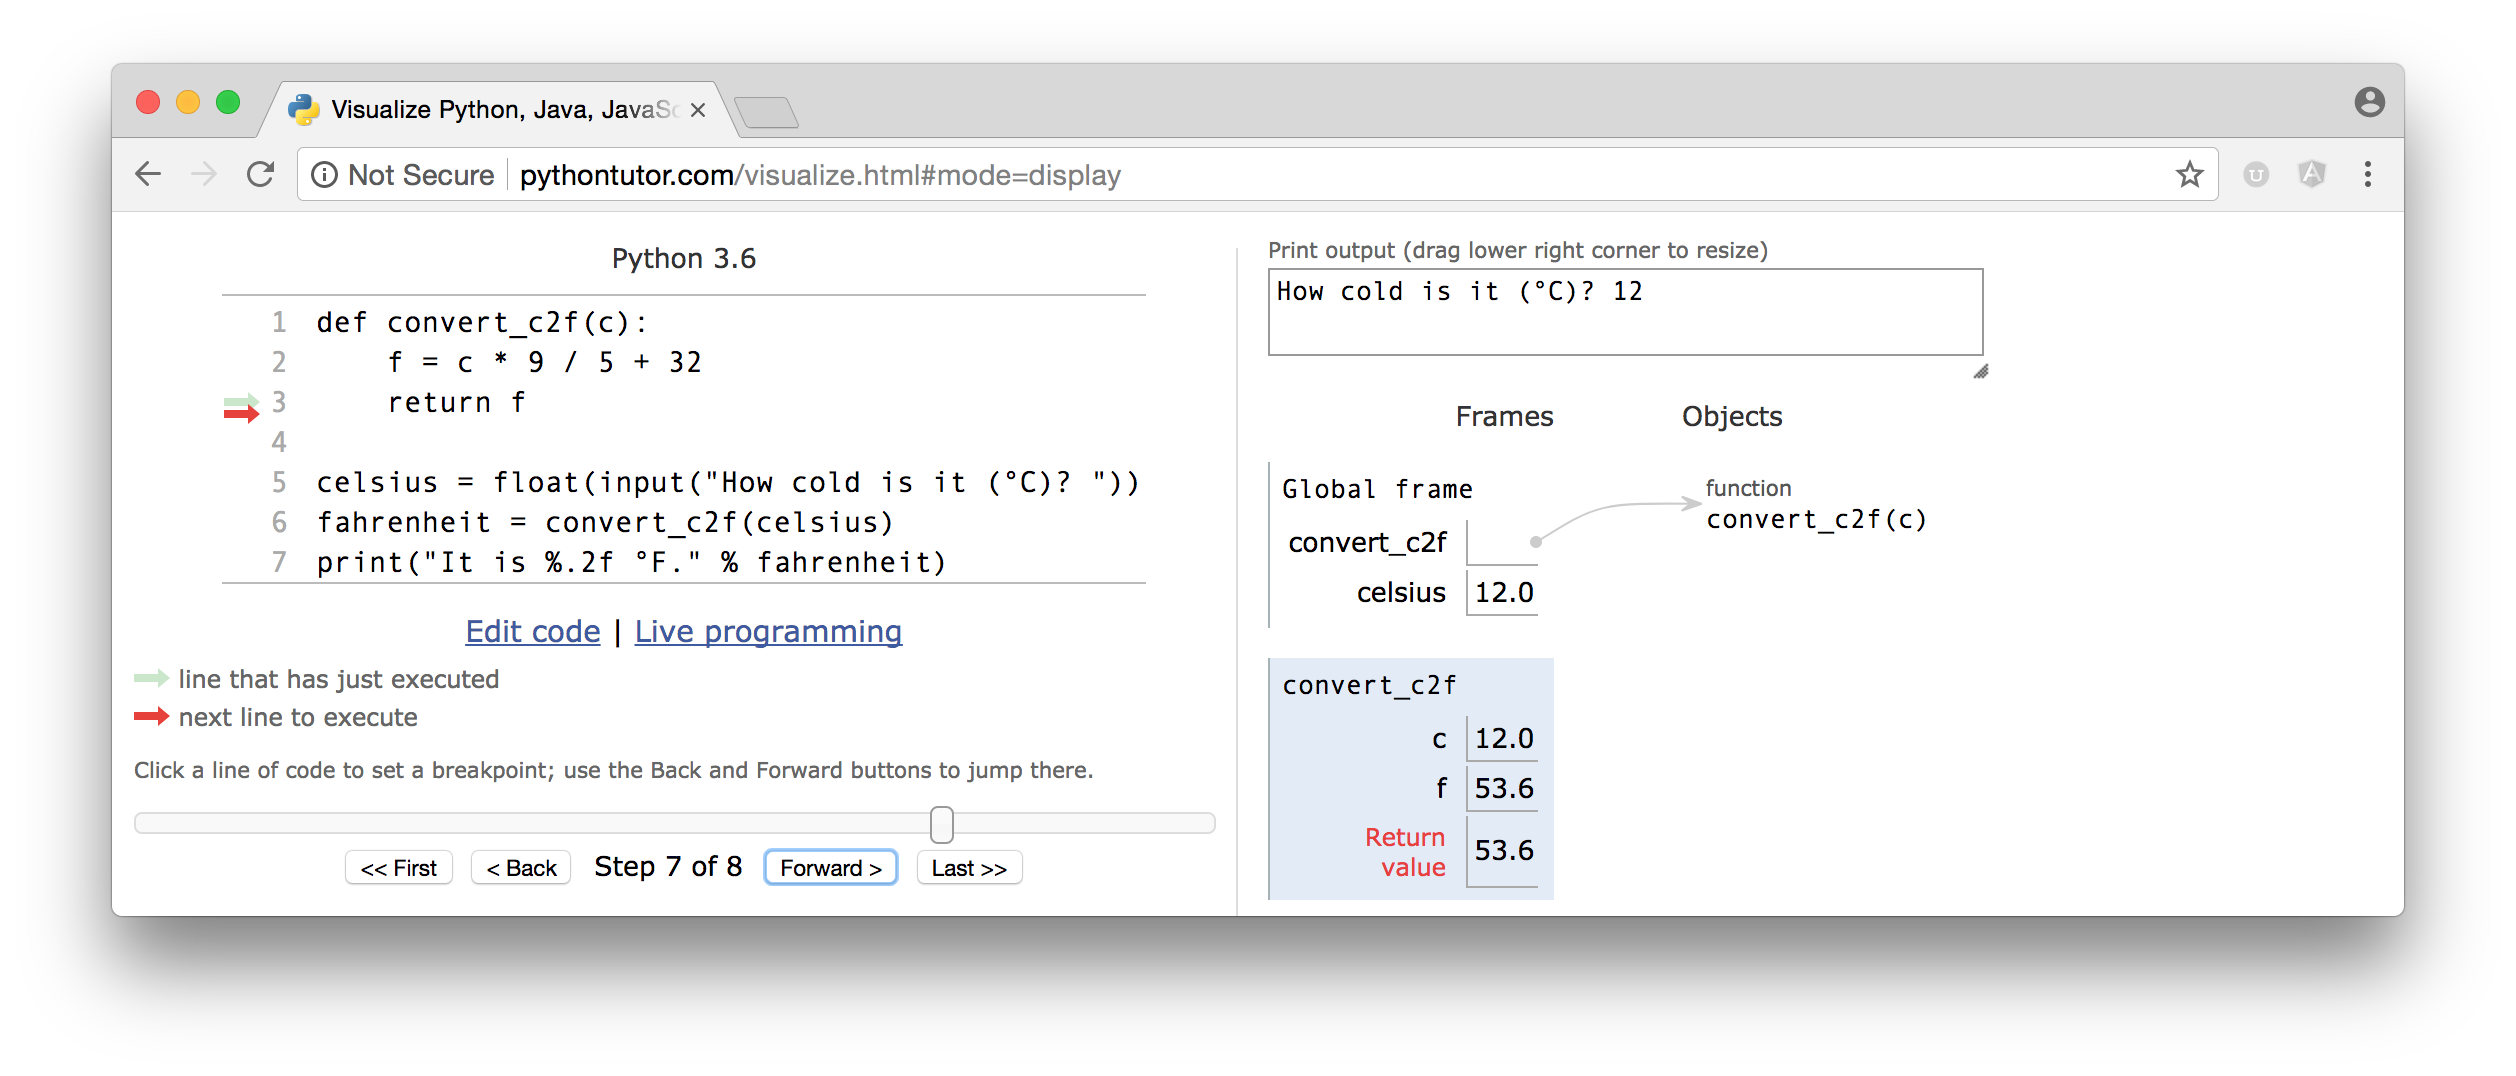 Visualize Python, Java, JavaSc
Not Secure pythontutor.com/visualize.html#mode=display
Python 3.6
1 def convert_c2f(c):
2     f = c * 9 / 5 + 32
3     return f
4
5 celsius = float(input("How cold is it (°C)? "))
6 fahrenheit = convert_c2f(celsius)
7 print("It is %.2f °F." % fahrenheit)
Edit code | Live programming
line that has just executed
next line to execute
Click a line of code to set a breakpoint; use the Back and Forward buttons to jump there.
<< First < Back Step 7 of 8 Forward > Last >>
Print output (drag lower right corner to resize)
How cold is it (°C)? 12
Frames Objects
Global frame
convert_c2f
celsius 12.0
function
convert_c2f(c)
convert_c2f
c 12.0
f 53.6
Return
value 53.6